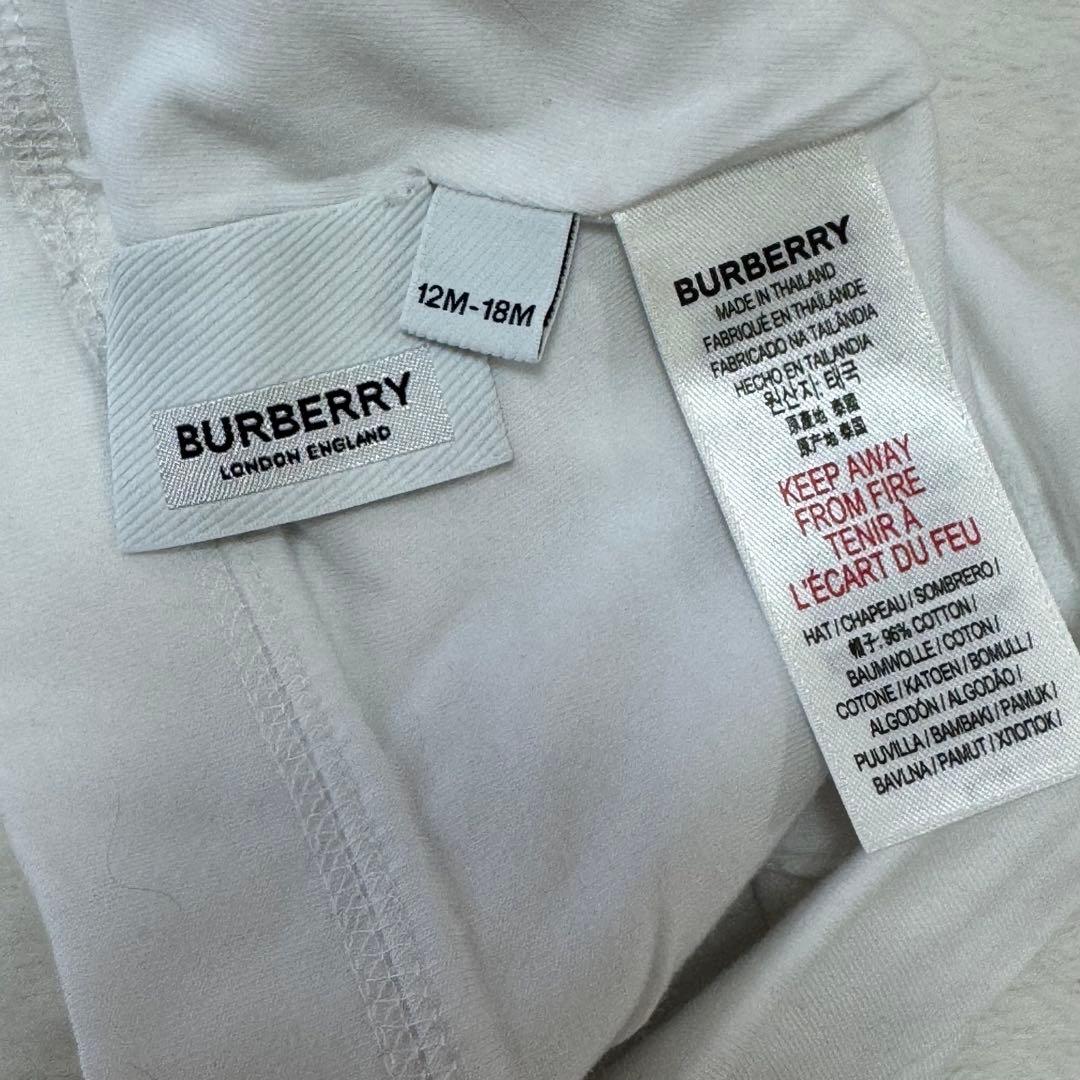 BURBERRY
LONDON ENGLAND
12M-18M
BURBERRY
MADE IN THAILAND
FABRIQUÉ EN THAÏLANDE
FABRICADO NA TAILÂNDIA
HECHO EN TAILANDIA
원산지: 태국
原產地 泰國
原产地 泰国
KEEP AWAY
FROM FIRE
TENIR À
L'ÉCART DU FEU
HAT / CHAPEAU / SOMBRERO /
帽子: 96% COTTON /
BAUMWOLLE / COTON /
COTONE / KATOEN / BOMULL /
ALGODÓN / ALGODÃO /
PUUVILLA / BAMBAKI / PAMUK /
BAVLNA / PAMUT / ХЛОПОК /